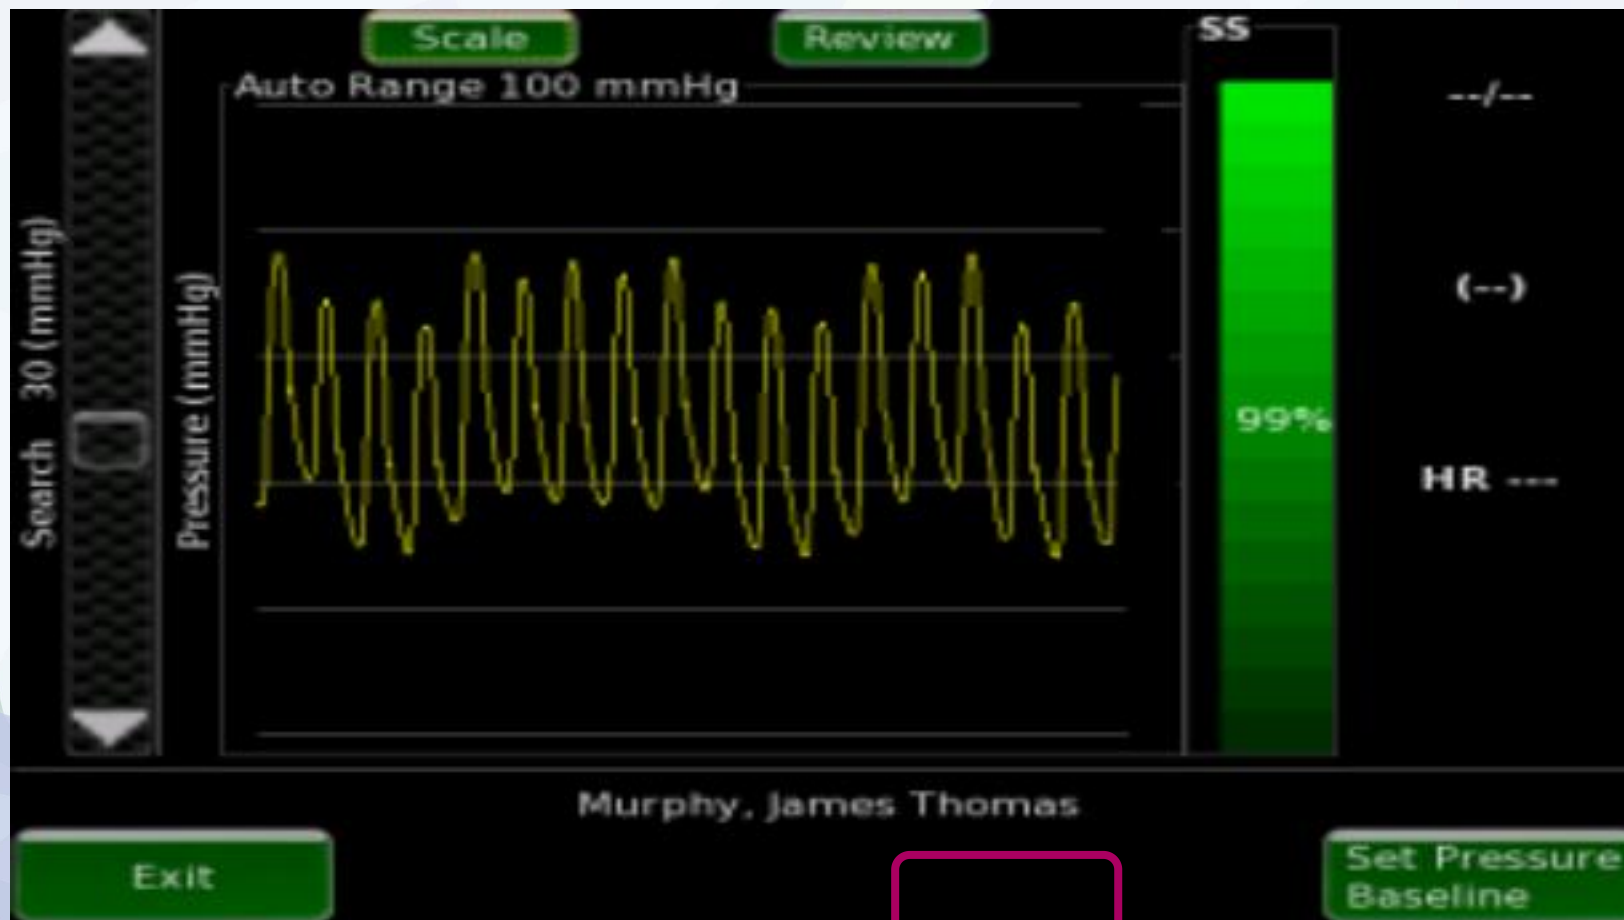 Scale
Review
SS
Auto Range 100 mmHg
--/--
Search 30 (mmHg)
Pressure (mmHg)
(--)
99%
HR ---
Murphy, James Thomas
Exit
Set Pressure
Baseline